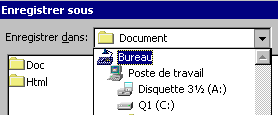 Enregistrer sous
Enregistrer dans: Document
Bureau
Doc
Poste de travail
Html
Disquette 3½ (A:)
Q1 (C:)